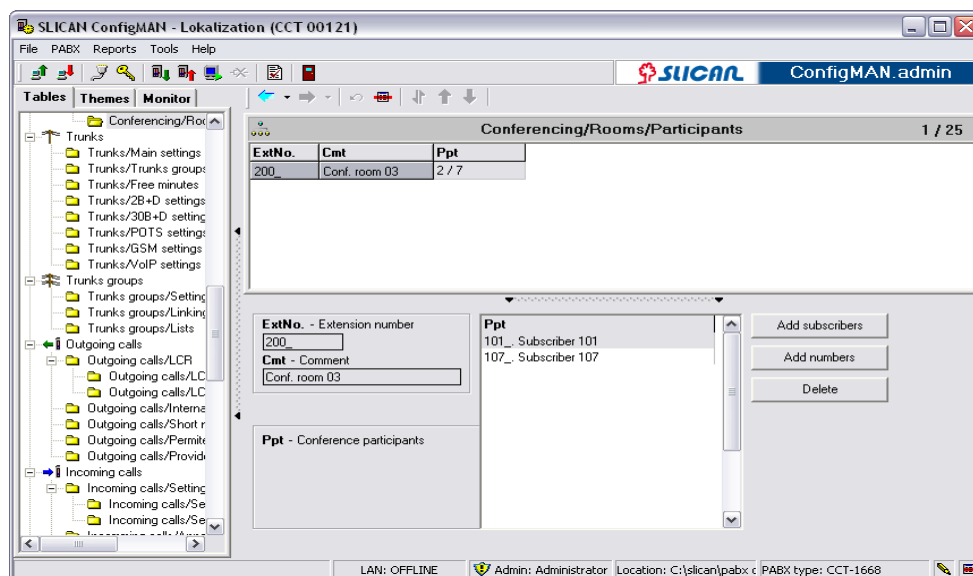 SLICAN ConfigMAN - Lokalization (CCT 00121)
File PABX Reports Tools Help
SLICAN ConfigMAN.admin
Tables Themes Monitor
Conferencing/Roo
Trunks
Trunks/Main settings
Trunks/Trunks groups
Trunks/Free minutes
Trunks/2B+D settings
Trunks/30B+D setting
Trunks/POTS settings
Trunks/GSM settings
Trunks/VoIP settings
Trunks groups
Trunks groups/Setting
Trunks groups/Linking
Trunks groups/Lists
Outgoing calls
Outgoing calls/LCR
Outgoing calls/LC
Outgoing calls/LC
Outgoing calls/Interna
Outgoing calls/Short r
Outgoing calls/Permite
Outgoing calls/Provide
Incoming calls
Incoming calls/Setting
Incoming calls/Se
Incoming calls/Se
Conferencing/Rooms/Participants 1 / 25
ExtNo. Cmt Ppt
200_ Conf. room 03 2 / 7
ExtNo. - Extension number
200_
Cmt - Comment
Conf. room 03
Ppt - Conference participants
Ppt
101_. Subscriber 101
107_. Subscriber 107
Add subscribers
Add numbers
Delete
LAN: OFFLINE Admin: Administrator Location: C:\slican\pabx c PABX type: CCT-1668